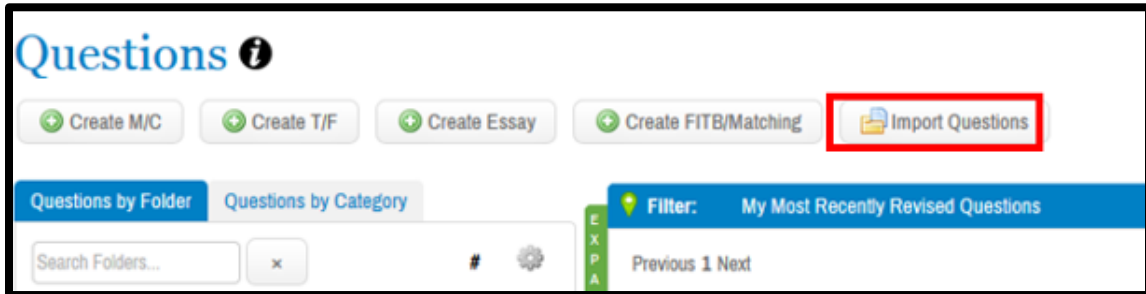 Questions i
Create M/C Create T/F Create Essay Create FITB/Matching Import Questions
Questions by Folder Questions by Category
Filter: My Most Recently Revised Questions
Search Folders... × #
Previous 1 Next
E
X
P
A